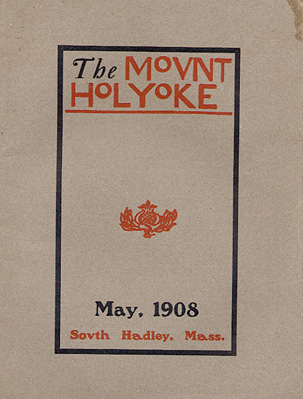 The MOVNT
HOLYOKE
May, 1908
Sovth Hadley, Mass.